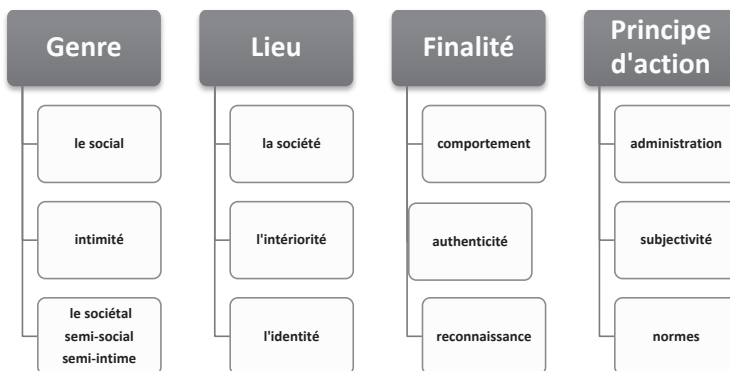 Genre
le social
intimité
le sociétal
semi-social
semi-intime
Lieu
la société
l'intériorité
l'identité
Finalité
comportement
authenticité
reconnaissance
Principe
d'action
administration
subjectivité
normes